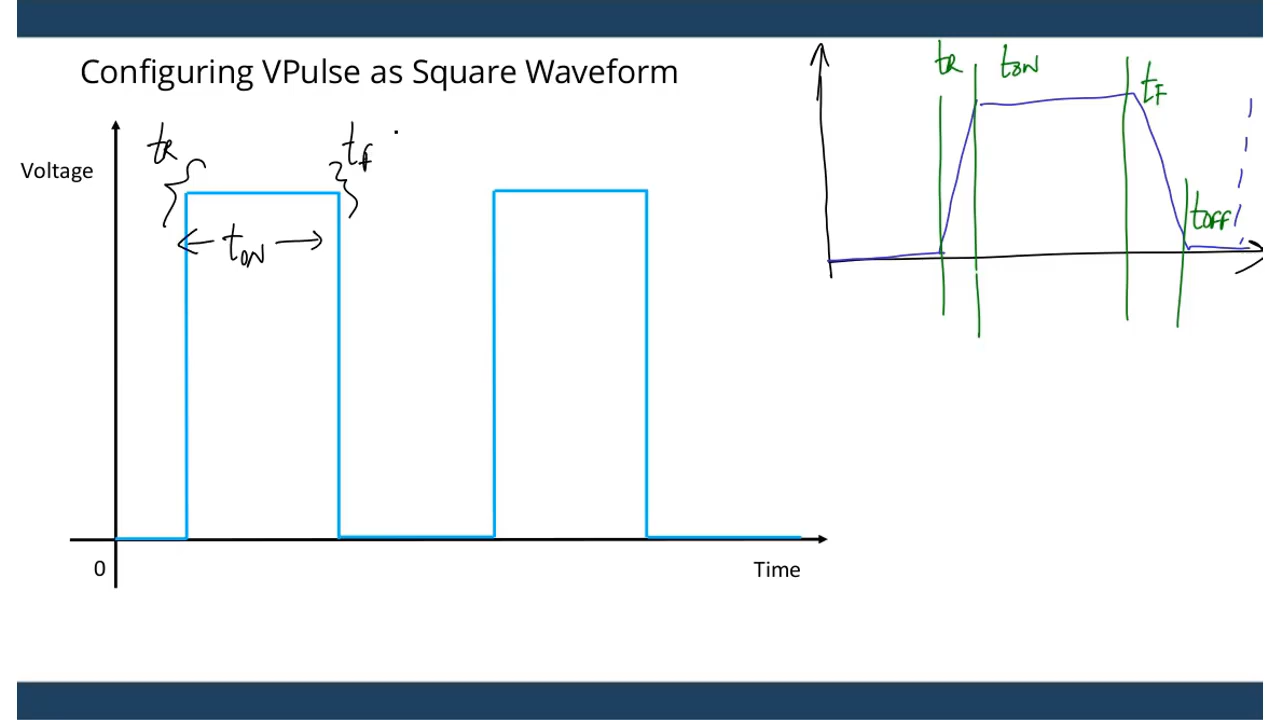 Configuring VPulse as Square Waveform
Voltage
tR
tf
← tON →
0
Time
tR
tON
tF
tOFF